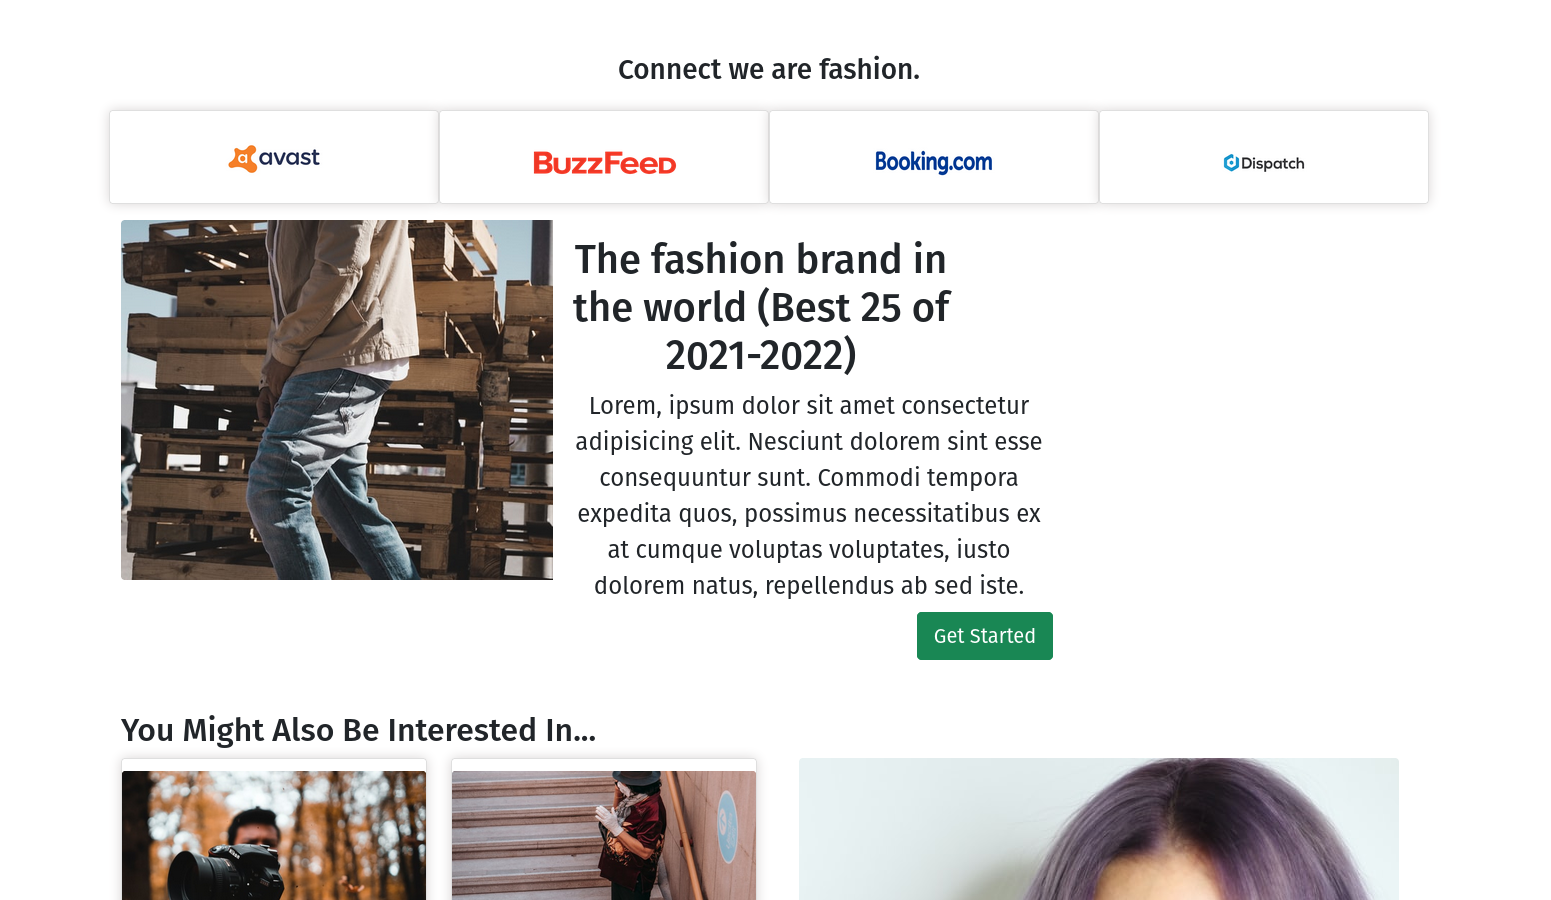 Connect we are fashion.
avast
BuzzFeed
Booking.com
Dispatch
The fashion brand in
the world (Best 25 of
2021-2022)
Lorem, ipsum dolor sit amet consectetur
adipisicing elit. Nesciunt dolorem sint esse
consequuntur sunt. Commodi tempora
expedita quos, possimus necessitatibus ex
at cumque voluptas voluptates, iusto
dolorem natus, repellendus ab sed iste.
Get Started
You Might Also Be Interested In...